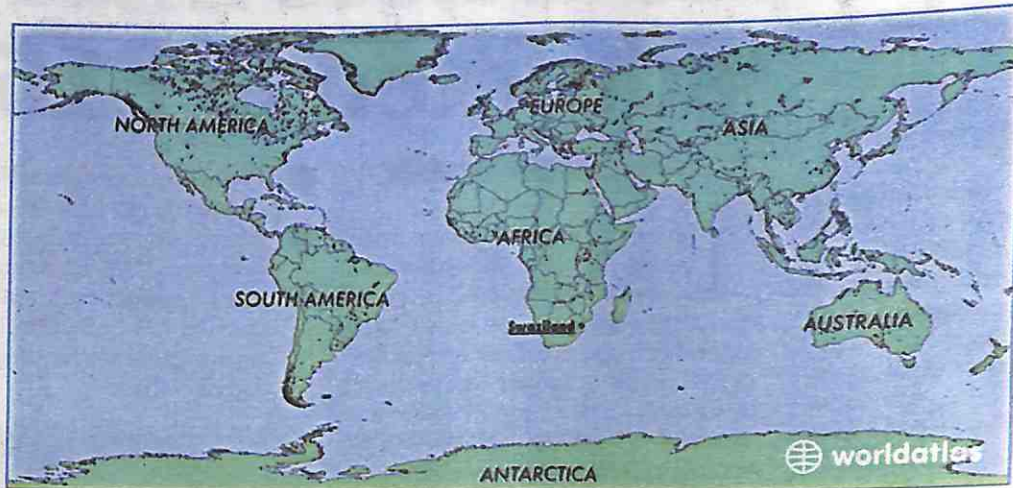 NORTH AMERICA
EUROPE
ASIA
AFRICA
SOUTH AMERICA
Swaziland
AUSTRALIA
ANTARCTICA
worldatlas